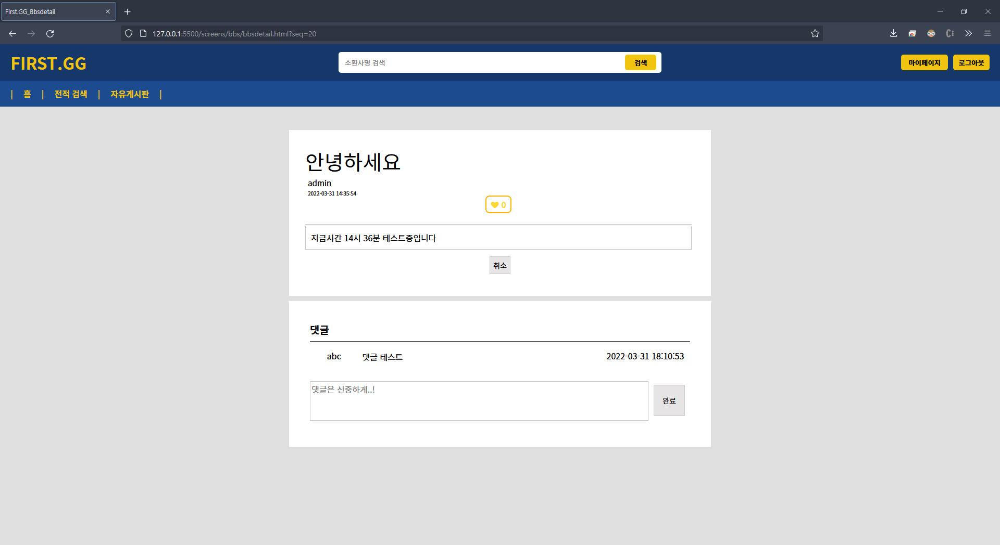 First.GG_Bbsdetail
127.0.0.1:5500/screens/bbs/bbsdetail.html?seq=20
FIRST.GG
소환사명 검색
검색
마이페이지
로그아웃
| 홈 | 전적 검색 | 자유게시판 |
안녕하세요
admin
2022-03-31 14:35:54
0
지금시간 14시 36분 테스트중입니다
취소
댓글
abc 댓글 테스트 2022-03-31 18:10:53
댓글은 신중하게..!
완료